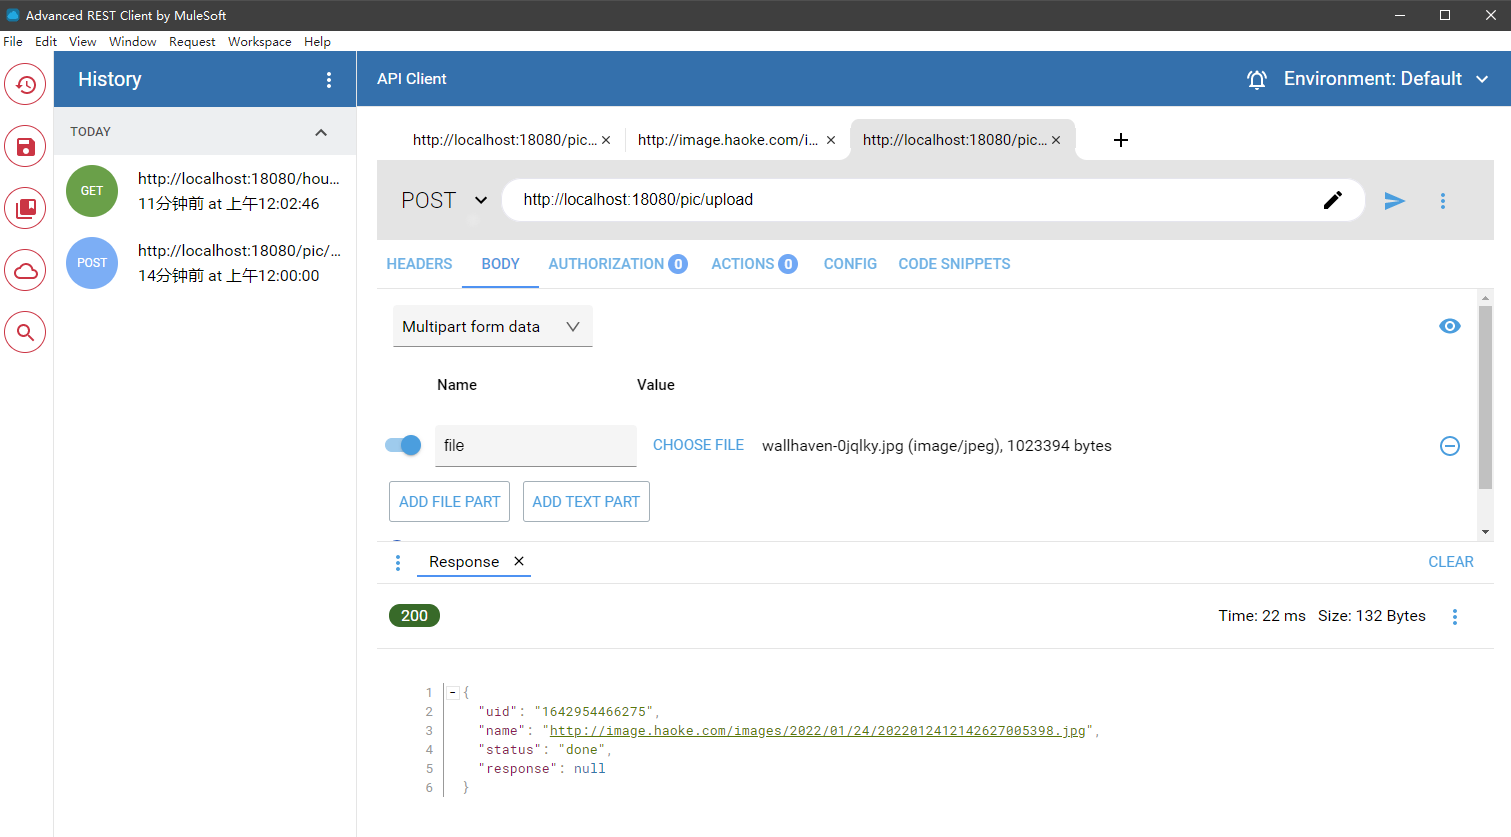 Advanced REST Client by MuleSoft
File Edit View Window Request Workspace Help
History
API Client
Environment: Default
TODAY
GET
http://localhost:18080/hou...
11分钟前 at 上午12:02:46
POST
http://localhost:18080/pic/...
14分钟前 at 上午12:00:00
http://localhost:18080/pic...
http://image.haoke.com/i...
http://localhost:18080/pic...
POST
http://localhost:18080/pic/upload
HEADERS BODY AUTHORIZATION 0 ACTIONS 0 CONFIG CODE SNIPPETS
Multipart form data
Name Value
file CHOOSE FILE wallhaven-0jqlky.jpg (image/jpeg), 1023394 bytes
ADD FILE PART ADD TEXT PART
Response CLEAR
200 Time: 22 ms Size: 132 Bytes
1 {
2 "uid": "1642954466275",
3 "name": "http://image.haoke.com/images/2022/01/24/2022012412142627005398.jpg",
4 "status": "done",
5 "response": null
6 }